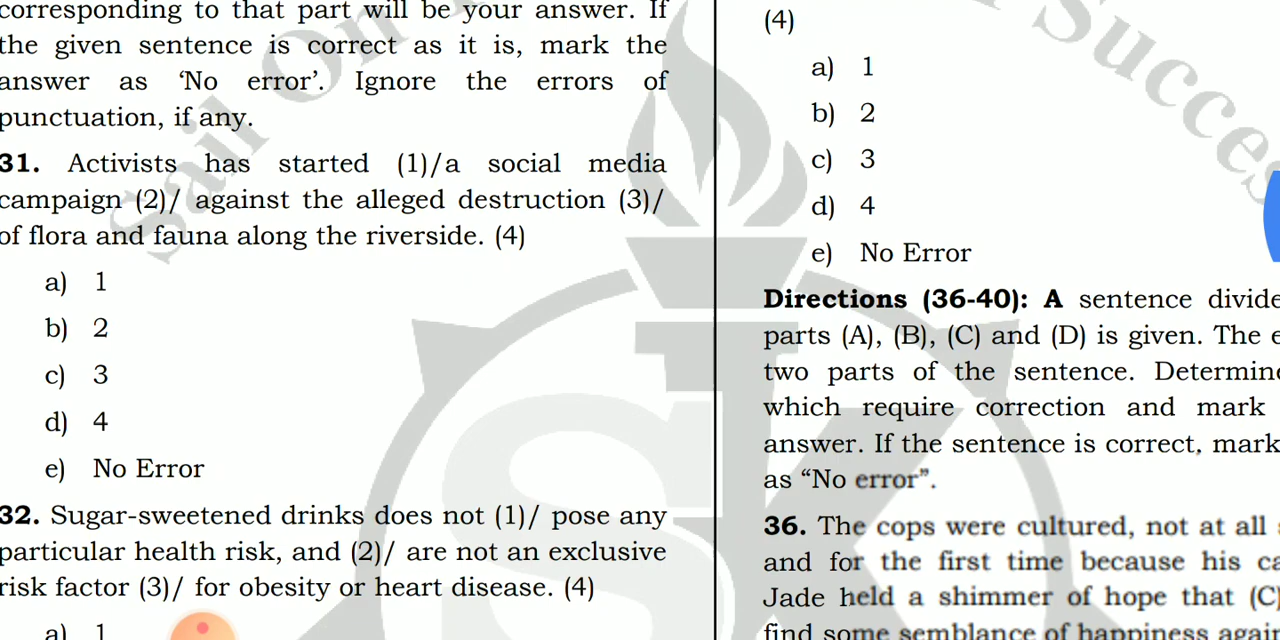 corresponding to that part will be your answer. If
the given sentence is correct as it is, mark the
answer as ‘No error’. Ignore the errors of
punctuation, if any.
31. Activists has started (1)/a social media
campaign (2)/ against the alleged destruction (3)/
of flora and fauna along the riverside. (4)
a) 1
b) 2
c) 3
d) 4
e) No Error
32. Sugar-sweetened drinks does not (1)/ pose any
particular health risk, and (2)/ are not an exclusive
risk factor (3)/ for obesity or heart disease. (4)
a) 1
(4)
a) 1
b) 2
c) 3
d) 4
e) No Error
Directions (36-40): A sentence divide
parts (A), (B), (C) and (D) is given. The e
two parts of the sentence. Determine
which require correction and mark
answer. If the sentence is correct, mark
as “No error”.
36. The cops were cultured, not at all
and for the first time because his ca
Jade held a shimmer of hope that (C)
find some semblance of happiness again
Sail On
Success